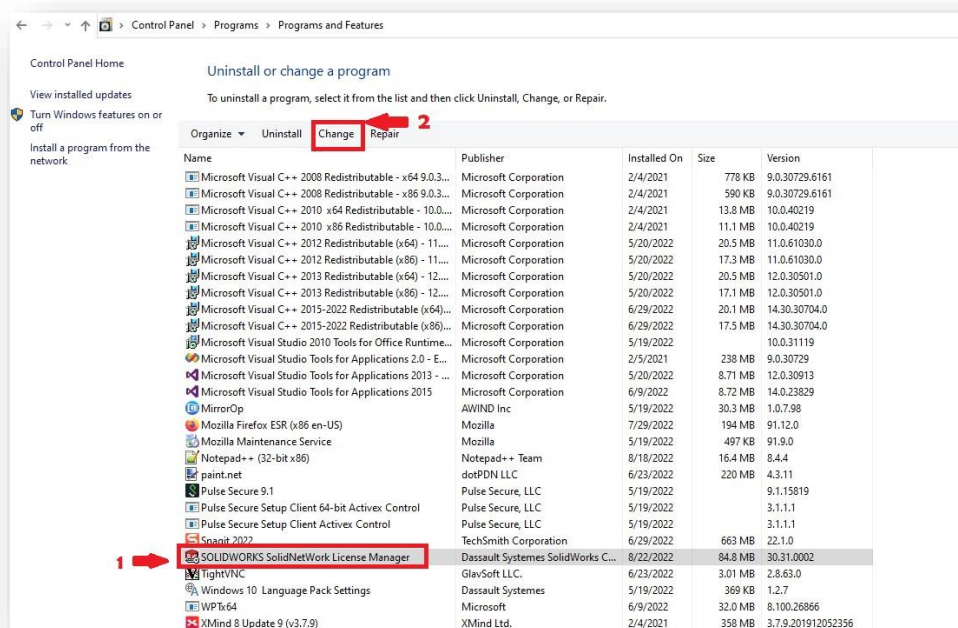 Control Panel > Programs > Programs and Features
Control Panel Home
View installed updates
Turn Windows features on or
off
Install a program from the
network
Uninstall or change a program
To uninstall a program, select it from the list and then click Uninstall, Change, or Repair.
2
Organize Uninstall Change Repair
Name Publisher Installed On Size Version
Microsoft Visual C++ 2008 Redistributable - x64 9.0.3... Microsoft Corporation 2/4/2021 778 KB 9.0.30729.6161
Microsoft Visual C++ 2008 Redistributable - x86 9.0.3... Microsoft Corporation 2/4/2021 590 KB 9.0.30729.6161
Microsoft Visual C++ 2010 x64 Redistributable - 10.0.... Microsoft Corporation 2/4/2021 13.8 MB 10.0.40219
Microsoft Visual C++ 2010 x86 Redistributable - 10.0.... Microsoft Corporation 2/4/2021 11.1 MB 10.0.40219
Microsoft Visual C++ 2012 Redistributable (x64) - 11.... Microsoft Corporation 5/20/2022 20.5 MB 11.0.61030.0
Microsoft Visual C++ 2012 Redistributable (x86) - 11.... Microsoft Corporation 5/20/2022 17.3 MB 11.0.61030.0
Microsoft Visual C++ 2013 Redistributable (x64) - 12.... Microsoft Corporation 5/20/2022 20.5 MB 12.0.30501.0
Microsoft Visual C++ 2013 Redistributable (x86) - 12.... Microsoft Corporation 5/20/2022 17.1 MB 12.0.30501.0
Microsoft Visual C++ 2015-2022 Redistributable (x64)... Microsoft Corporation 6/29/2022 20.1 MB 14.30.30704.0
Microsoft Visual C++ 2015-2022 Redistributable (x86)... Microsoft Corporation 6/29/2022 17.5 MB 14.30.30704.0
Microsoft Visual Studio 2010 Tools for Office Runtime... Microsoft Corporation 5/19/2022 10.0.31119
Microsoft Visual Studio Tools for Applications 2.0 - E... Microsoft Corporation 2/5/2021 238 MB 9.0.30729
Microsoft Visual Studio Tools for Applications 2013 - ... Microsoft Corporation 5/20/2022 8.71 MB 12.0.30913
Microsoft Visual Studio Tools for Applications 2015 Microsoft Corporation 6/9/2022 8.72 MB 14.0.23829
MirrorOp AWIND Inc 5/19/2022 30.3 MB 1.0.7.98
Mozilla Firefox ESR (x86 en-US) Mozilla 7/29/2022 194 MB 91.12.0
Mozilla Maintenance Service Mozilla 5/19/2022 497 KB 91.9.0
Notepad++ (32-bit x86) Notepad++ Team 8/18/2022 16.4 MB 8.4.4
paint.net dotPDN LLC 6/23/2022 220 MB 4.3.11
Pulse Secure 9.1 Pulse Secure, LLC 5/19/2022 9.1.15819
Pulse Secure Setup Client 64-bit Activex Control Pulse Secure, LLC 5/19/2022 3.1.1.1
Pulse Secure Setup Client Activex Control Pulse Secure, LLC 5/19/2022 3.1.1.1
Snagit 2022 TechSmith Corporation 6/29/2022 663 MB 22.1.0
1 SOLIDWORKS SolidNetWork License Manager Dassault Systemes SolidWorks C... 8/22/2022 84.8 MB 30.31.0002
TightVNC GlavSoft LLC. 6/23/2022 3.01 MB 2.8.63.0
Windows 10 Language Pack Settings Dassault Systemes 5/19/2022 369 KB 1.2.7
WPTx64 Microsoft 6/9/2022 32.0 MB 8.100.26866
XMind 8 Update 9 (v3.7.9) XMind Ltd. 2/4/2021 358 MB 3.7.9.201912052356